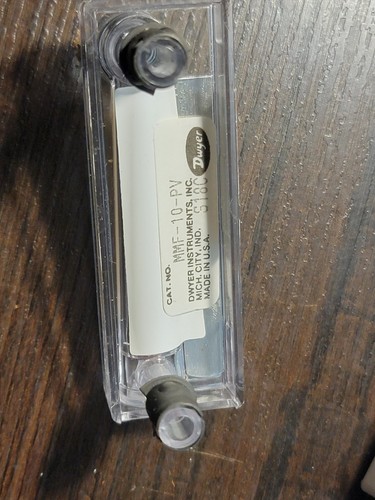 CAT. NO.
MMF-10-PV
DWYER INSTRUMENTS, INC.
MICH. CITY, IND. S18C
MADE IN U.S.A.
Dwyer